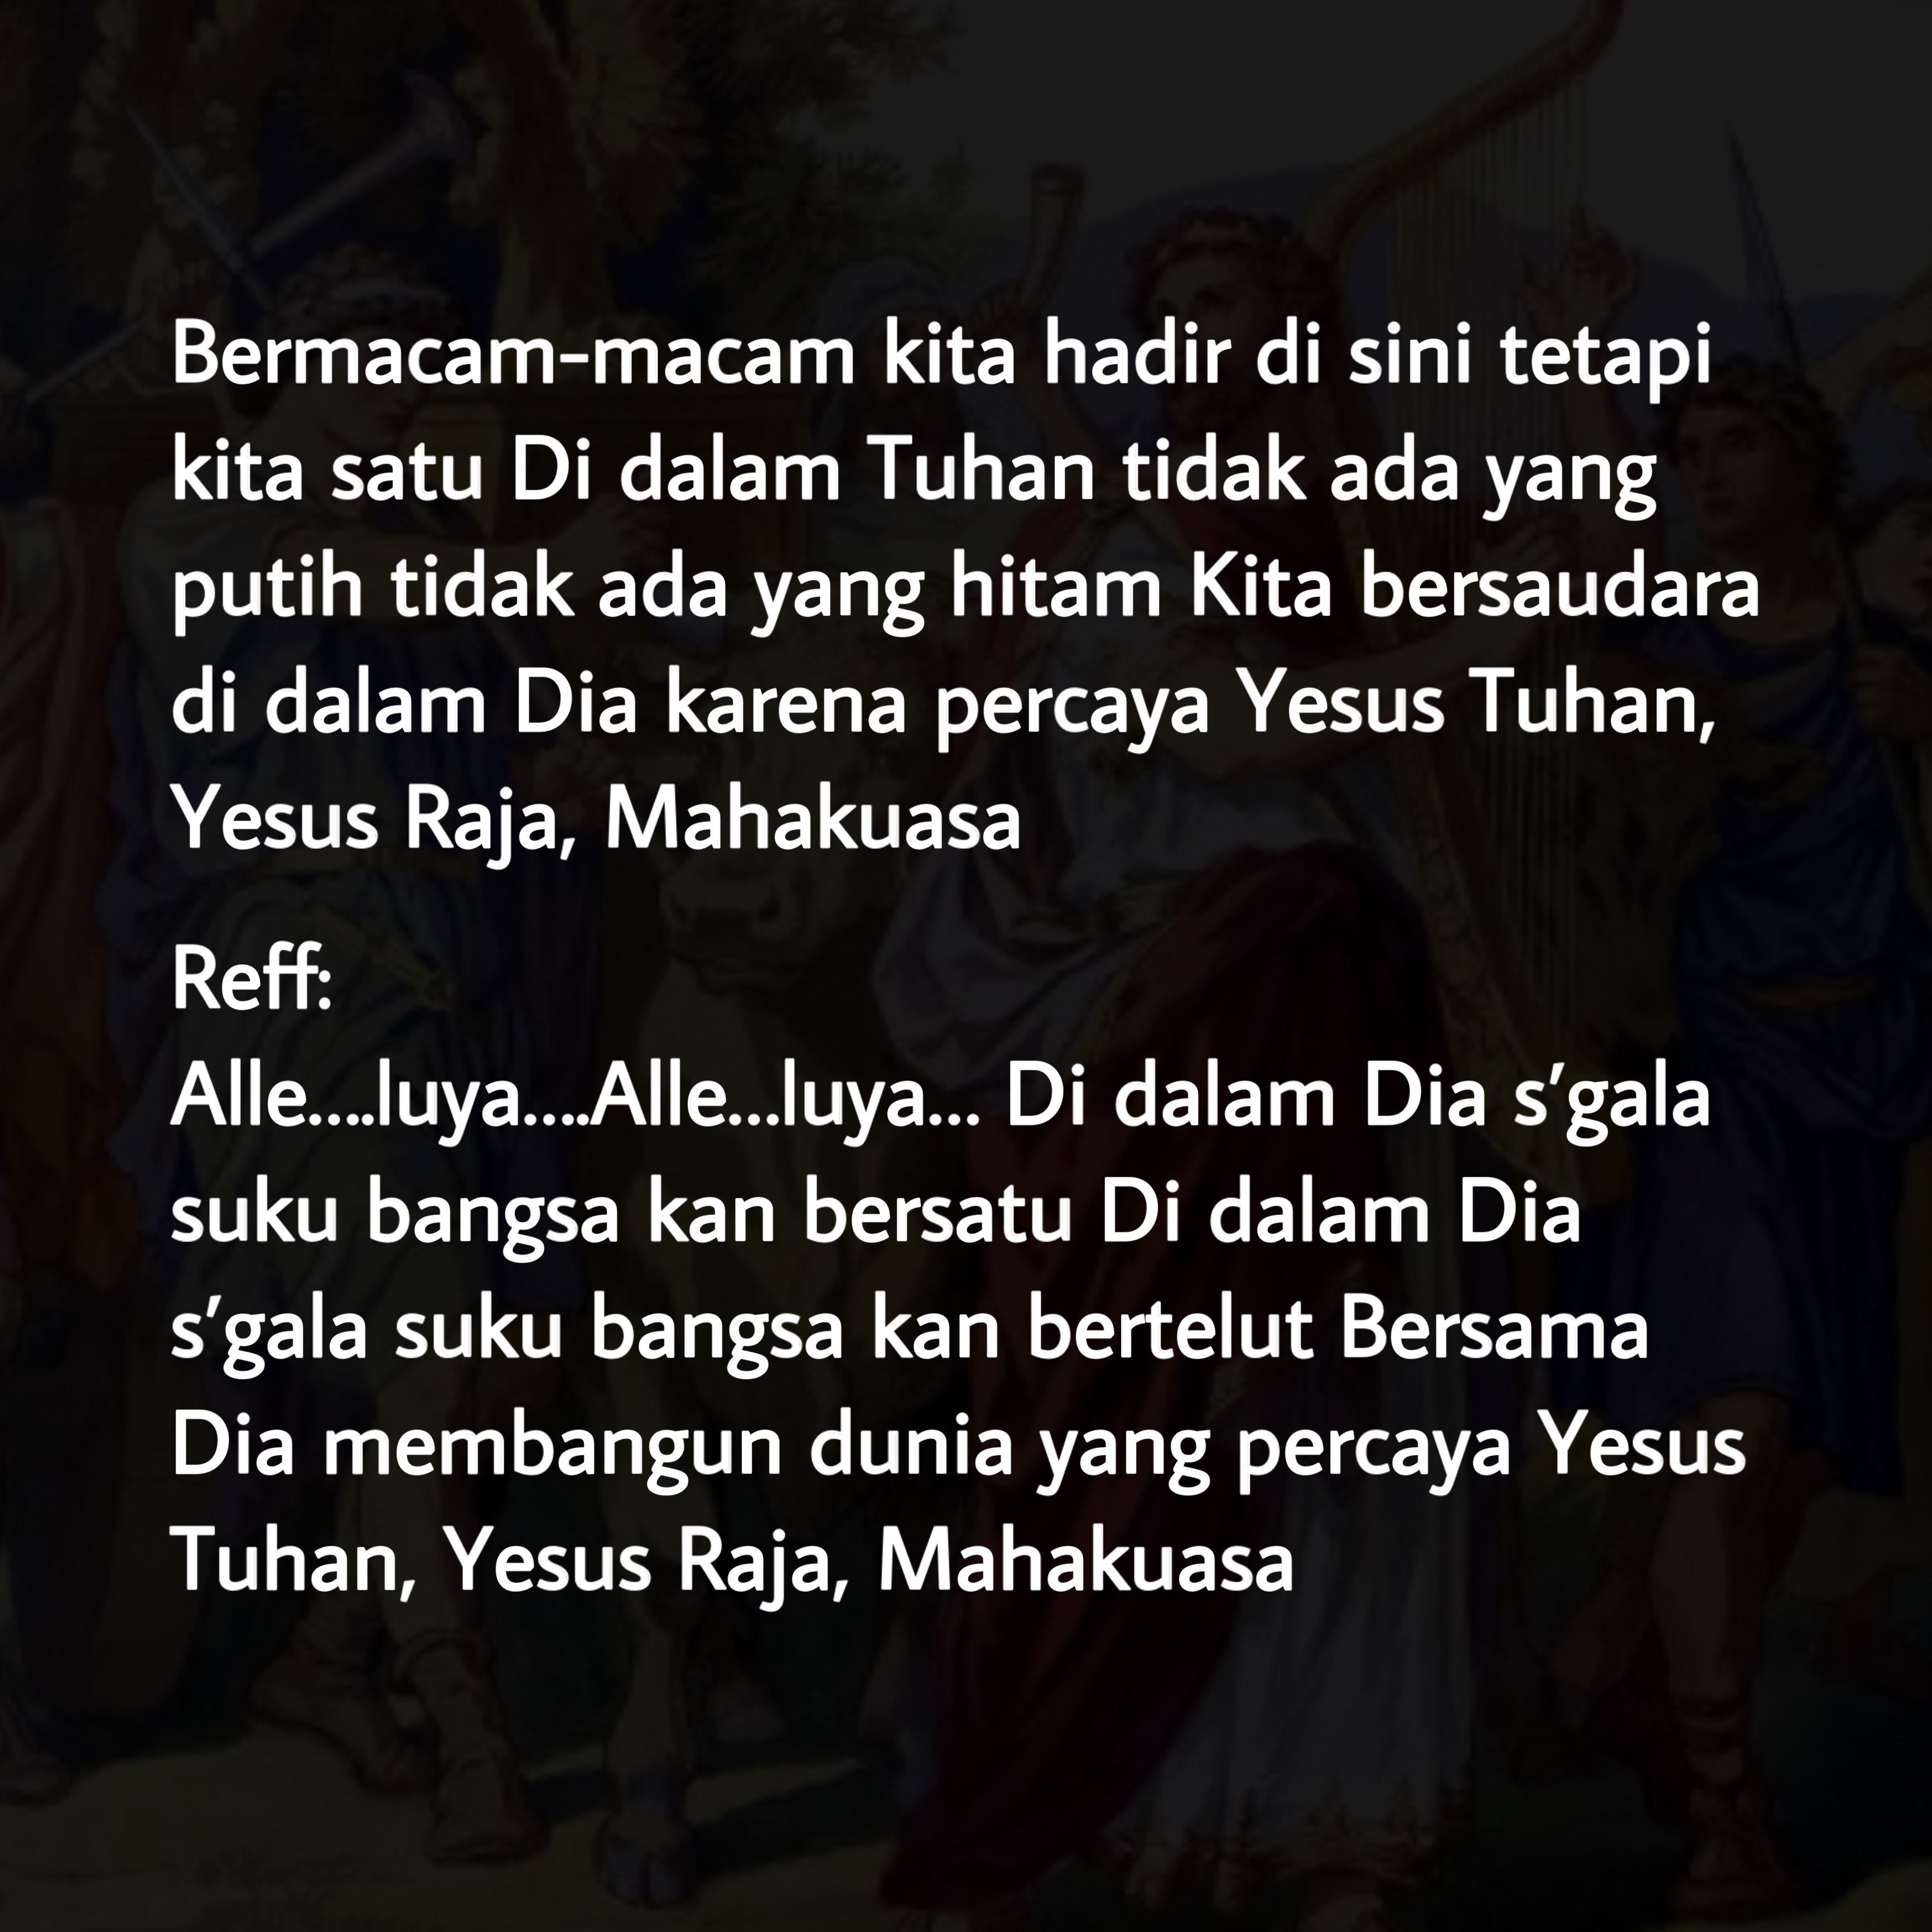 Bermacam-macam kita hadir di sini tetapi
kita satu Di dalam Tuhan tidak ada yang
putih tidak ada yang hitam Kita bersaudara
di dalam Dia karena percaya Yesus Tuhan,
Yesus Raja, Mahakuasa
Reff:
Alle....luya....Alle...luya... Di dalam Dia s'gala
suku bangsa kan bersatu Di dalam Dia
s'gala suku bangsa kan bertelut Bersama
Dia membangun dunia yang percaya Yesus
Tuhan, Yesus Raja, Mahakuasa